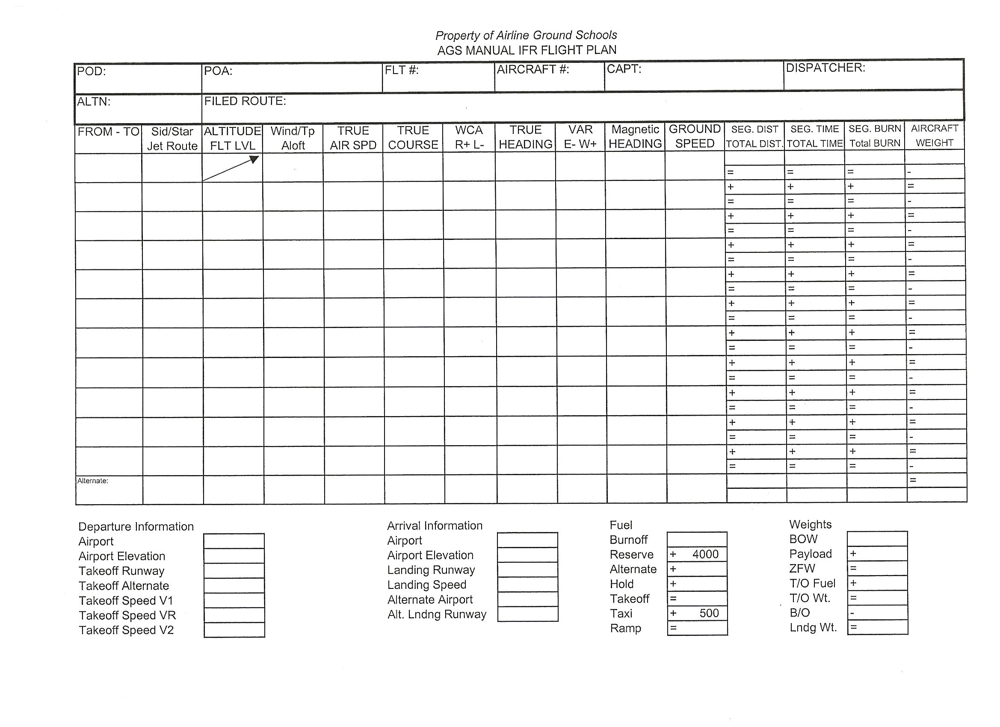 Property of Airline Ground Schools
AGS MANUAL IFR FLIGHT PLAN
POD: POA: FLT #: AIRCRAFT #: CAPT: DISPATCHER:
ALTN: FILED ROUTE:
FROM - TO Sid/Star ALTITUDE Wind/Tp TRUE TRUE WCA TRUE VAR Magnetic GROUND SEG. DIST SEG. TIME SEG. BURN AIRCRAFT
Jet Route FLT LVL Aloft AIR SPD COURSE R+ L- HEADING E- W+ HEADING SPEED TOTAL DIST. TOTAL TIME Total BURN WEIGHT
= = = -
+ + + =
= = = -
+ + + =
= = = -
+ + + =
= = = -
+ + + =
= = = -
+ + + =
= = = -
+ + + =
= = = -
+ + + =
= = = -
+ + + =
= = = -
+ + + =
= = = -
+ + + =
= = = -
Alternate: =
Departure Information Arrival Information Fuel Weights
Airport Airport Burnoff BOW
Airport Elevation Airport Elevation Reserve + 4000 Payload +
Takeoff Runway Landing Runway Alternate + ZFW =
Takeoff Alternate Landing Speed Hold + T/O Fuel +
Takeoff Speed V1 Alternate Airport Takeoff = T/O Wt. =
Takeoff Speed VR Alt. Lndng Runway Taxi + 500 B/O -
Takeoff Speed V2 Ramp = Lndg Wt. =